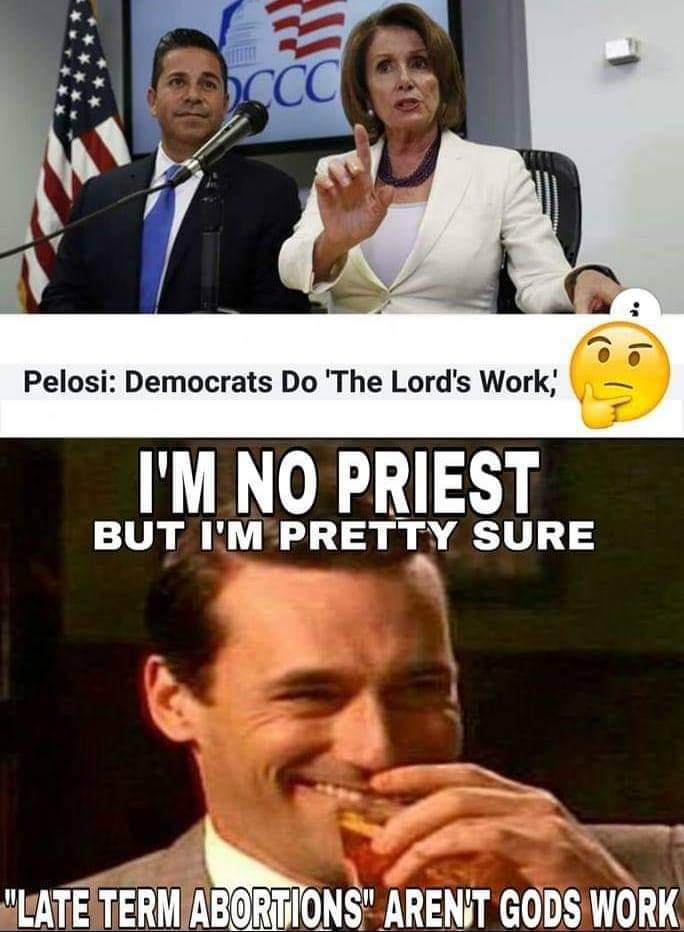 DCCC
Pelosi: Democrats Do 'The Lord's Work,'
I'M NO PRIEST
BUT I'M PRETTY SURE
"LATE TERM ABORTIONS" AREN'T GODS WORK